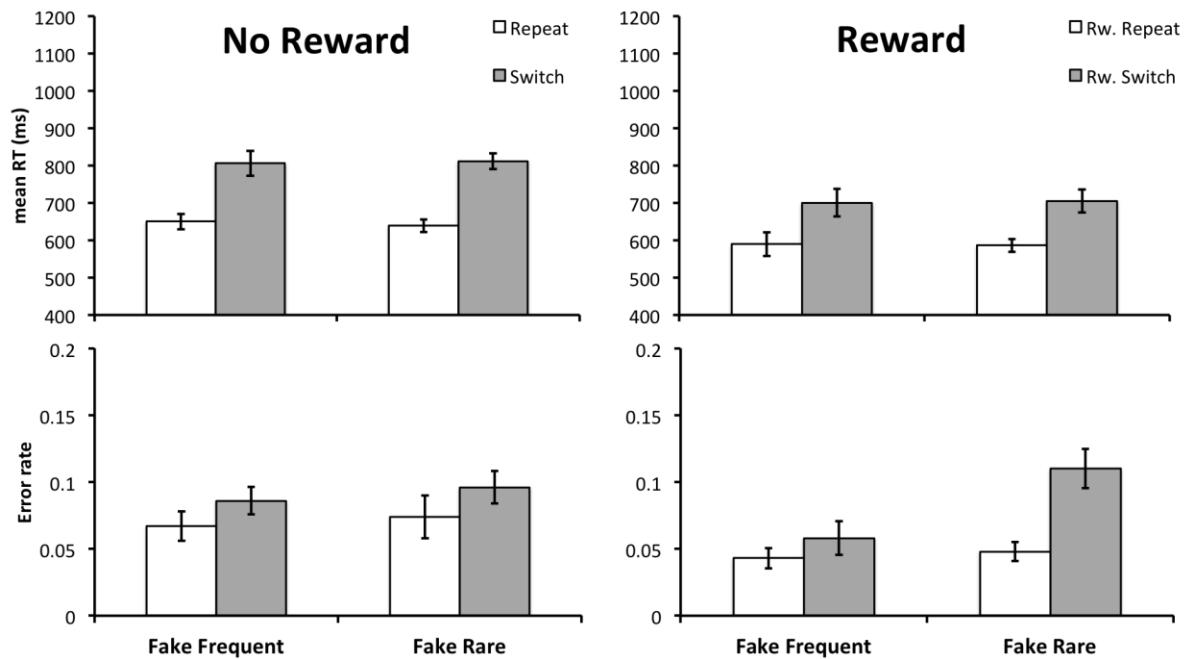 No Reward
Repeat
Switch
mean RT (ms)
1200
1100
1000
900
800
700
600
500
400
Reward
Rw. Repeat
Rw. Switch
1200
1100
1000
900
800
700
600
500
400
Error rate
0.2
0.15
0.1
0.05
0
Fake Frequent
Fake Rare
0.2
0.15
0.1
0.05
0
Fake Frequent
Fake Rare